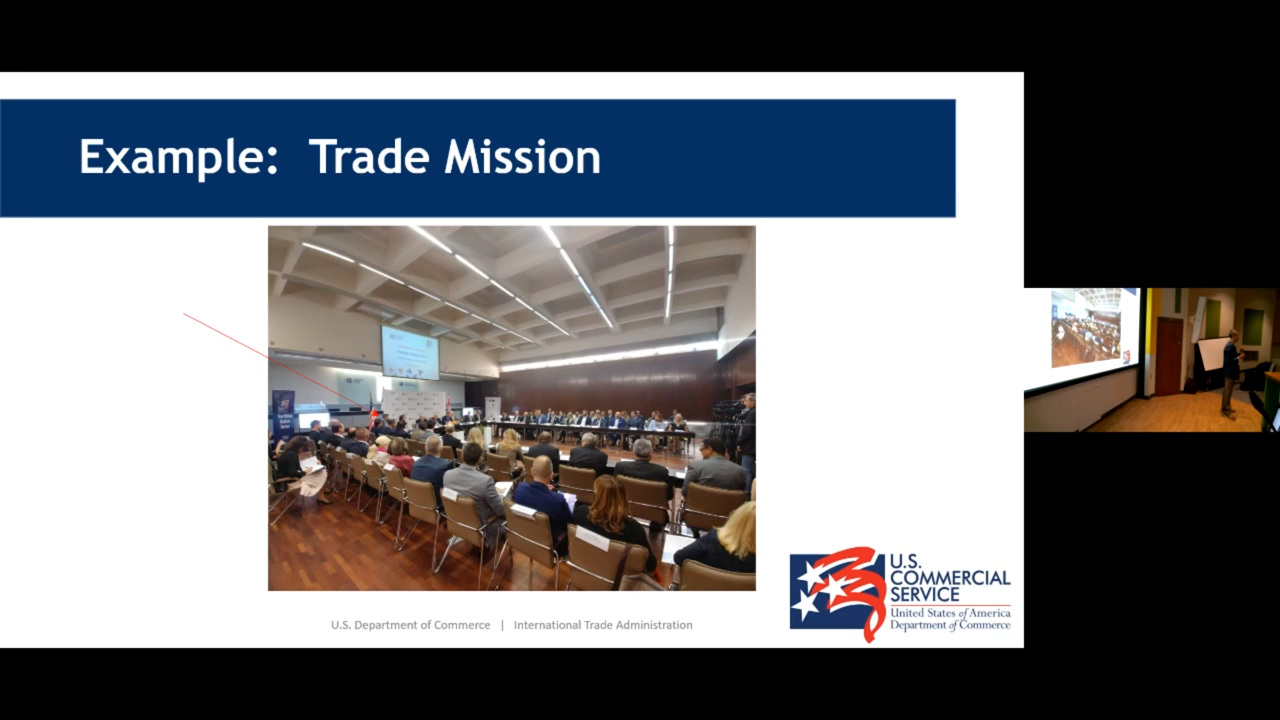 Example: Trade Mission
U.S.
COMMERCIAL
SERVICE
United States of America
Department of Commerce
U.S. Department of Commerce | International Trade Administration